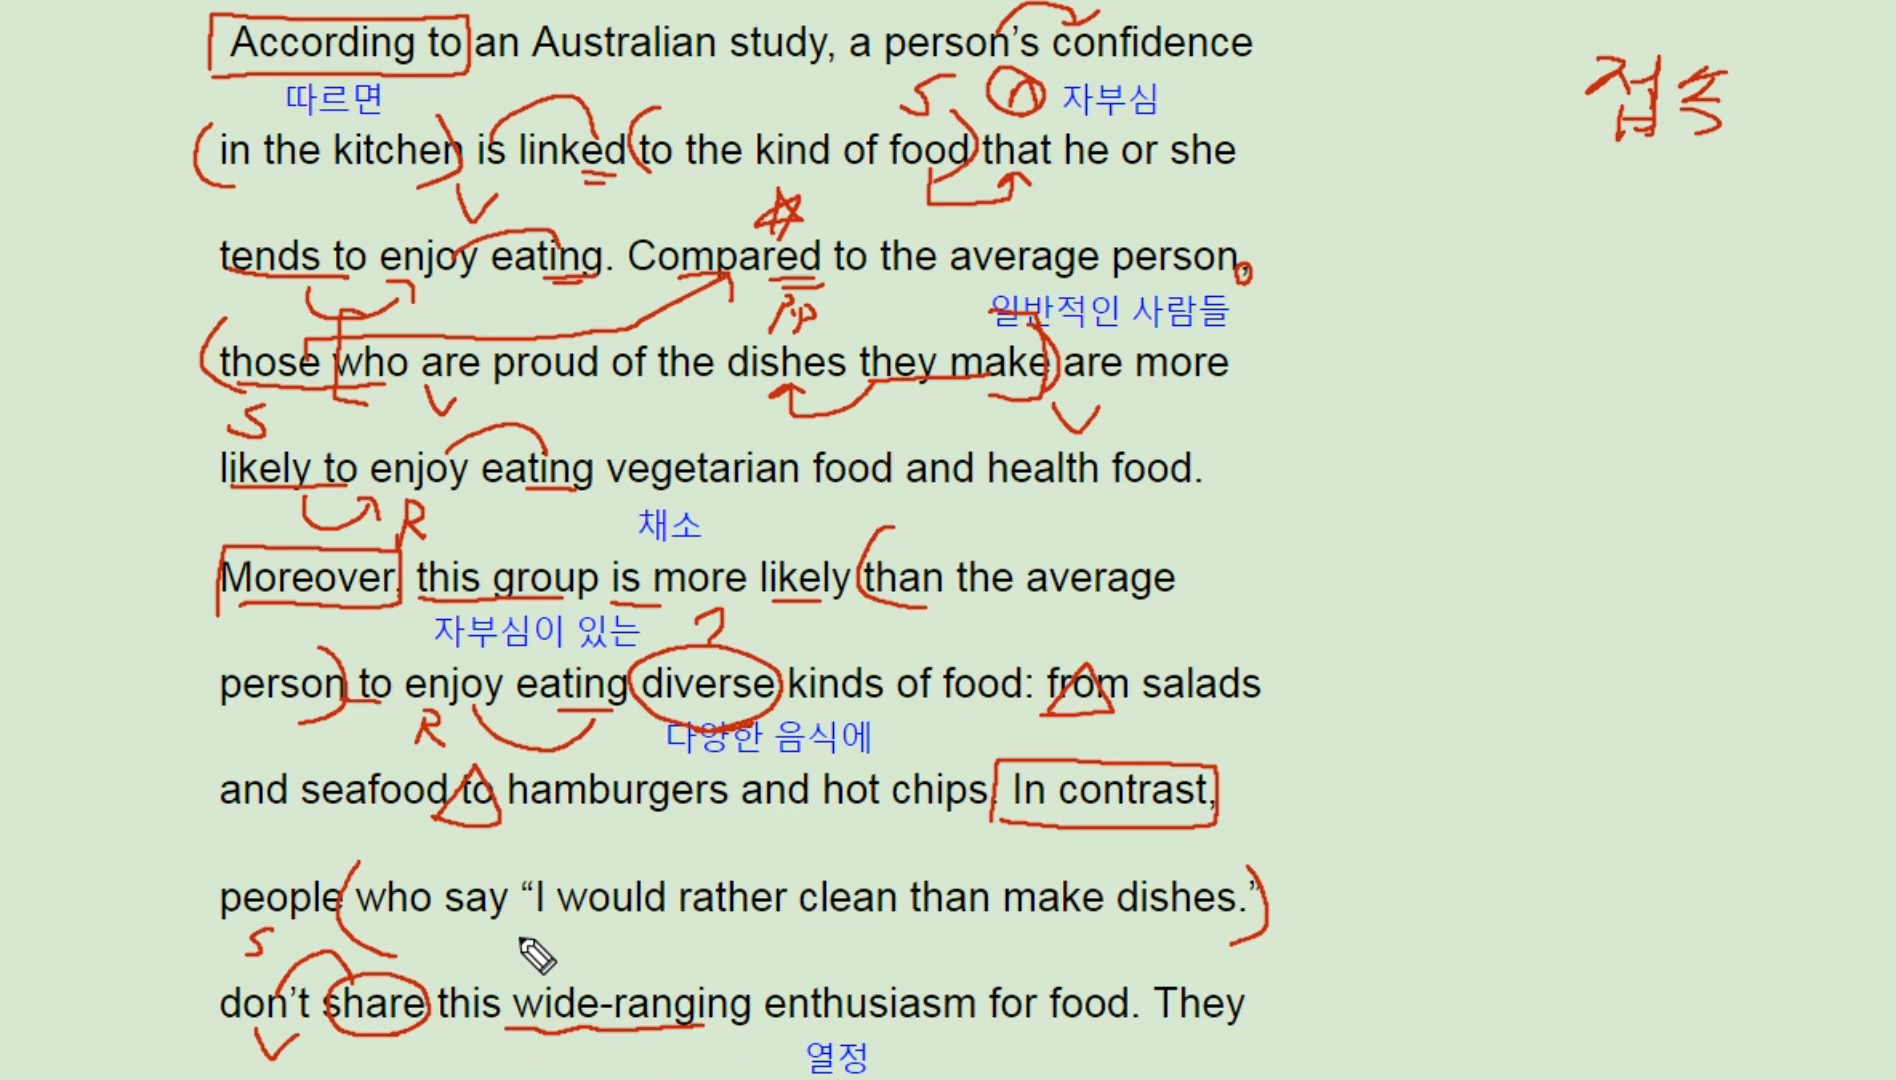 According to an Australian study, a person's confidence
따르면 S n 자부심 접속
in the kitchen is linked to the kind of food that he or she
V
tends to enjoy eating. Compared to the average person,
P.P 일반적인 사람들
those who are proud of the dishes they make are more
S V V
likely to enjoy eating vegetarian food and health food.
R 채소
Moreover, this group is more likely than the average
자부심이 있는
person to enjoy eating diverse kinds of food: from salads
R 다양한 음식에
and seafood to hamburgers and hot chips. In contrast,
people who say “I would rather clean than make dishes.”
S
don't share this wide-ranging enthusiasm for food. They
V 열정